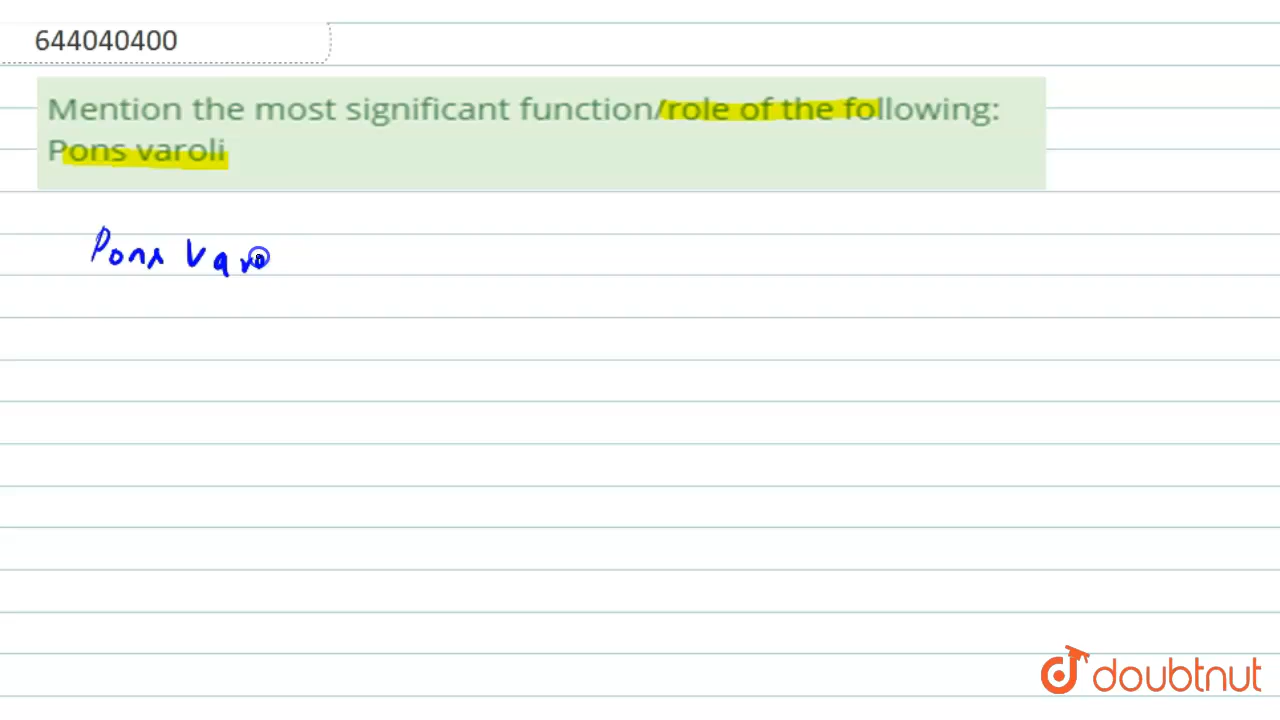 644040400
Mention the most significant function/role of the following:
Pons varoli
Pons Varo
doubtnut